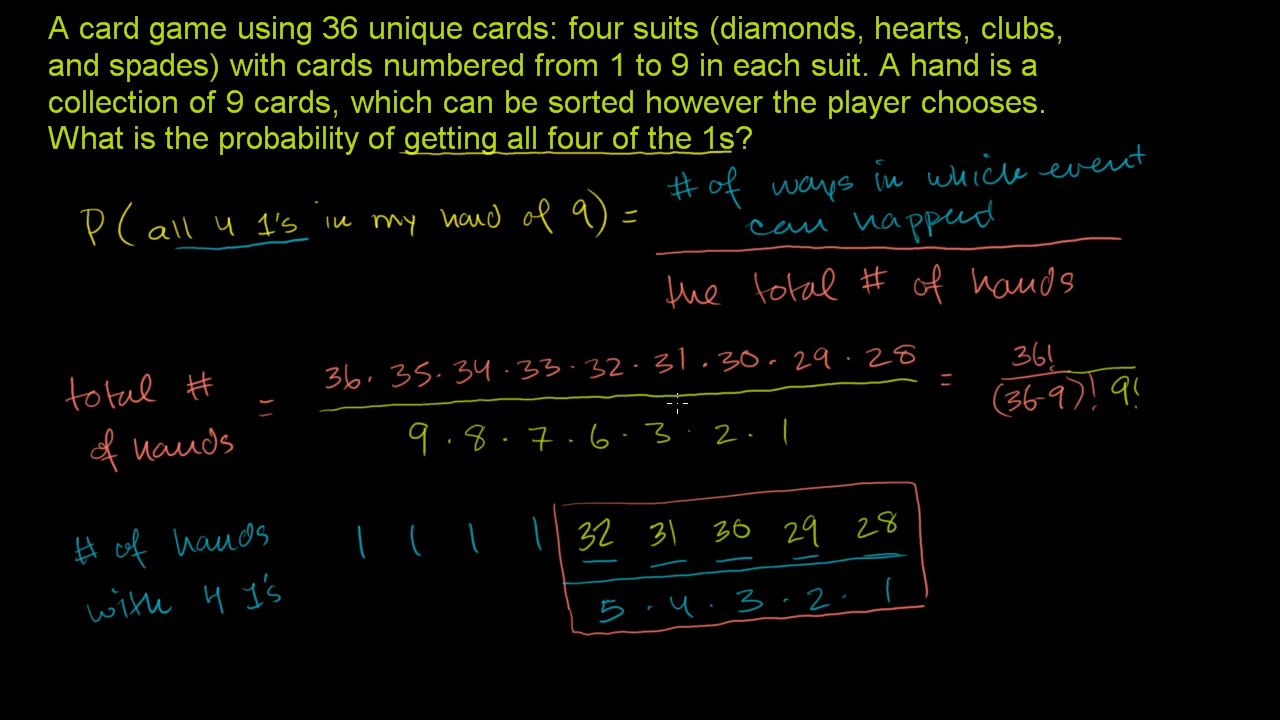 A card game using 36 unique cards: four suits (diamonds, hearts, clubs,
and spades) with cards numbered from 1 to 9 in each suit. A hand is a
collection of 9 cards, which can be sorted however the player chooses.
What is the probability of getting all four of the 1s?
P(all 4 1's in my hand of 9) =
# of ways in which event
can happen
the total # of hands
total #
of hands
=
36 · 35 · 34 · 33 · 32 · 31 · 30 · 29 · 28
9 · 8 · 7 · 6 · 3 · 2 · 1
=
36!
(36-9)! 9!
# of hands
with 4 1's
1 1 1 1
32 31 30 29 28
5 · 4 · 3 · 2 · 1